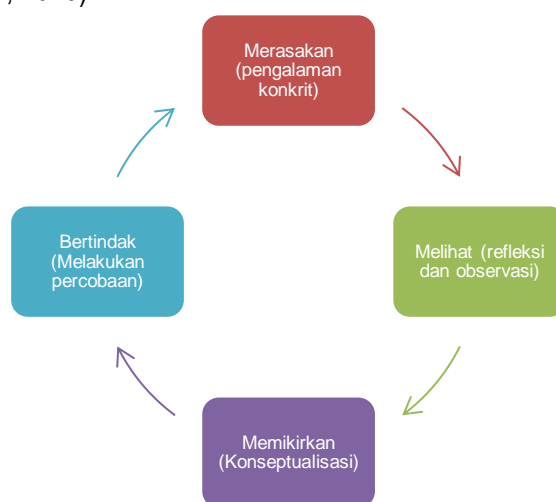 Merasakan
(pengalaman
konkrit)
Melihat (refleksi
dan observasi)
Memikirkan
(Konseptualisasi)
Bertindak
(Melakukan
percobaan)